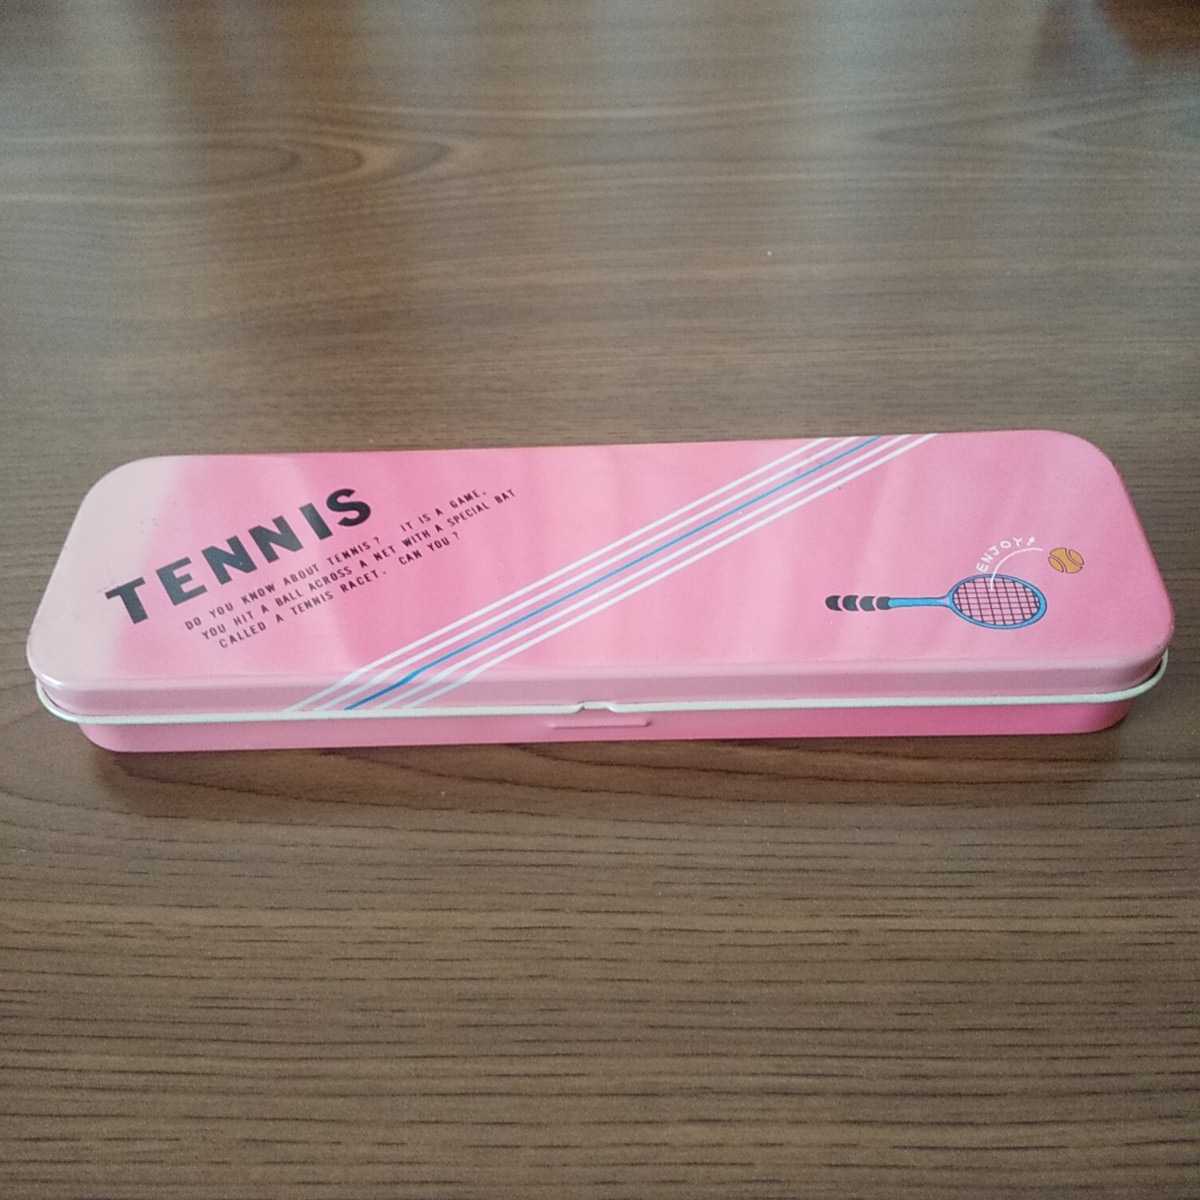 TENNIS
DO YOU KNOW ABOUT TENNIS? IT IS A GAME.
YOU HIT A BALL ACROSS A NET WITH A SPECIAL BAT
CALLED A TENNIS RACET. CAN YOU?
ENJOY!